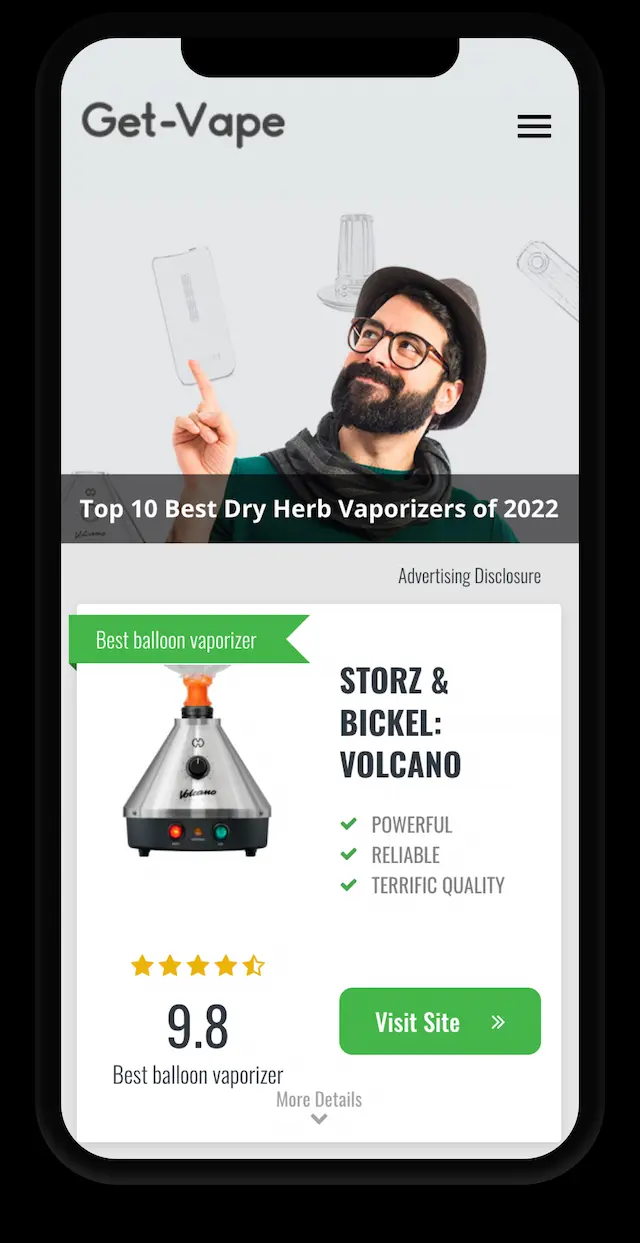 Get-Vape
Top 10 Best Dry Herb Vaporizers of 2022
Advertising Disclosure
Best balloon vaporizer
Volcano
STORZ &
BICKEL:
VOLCANO
POWERFUL
RELIABLE
TERRIFIC QUALITY
9.8
Best balloon vaporizer
Visit Site
More Details